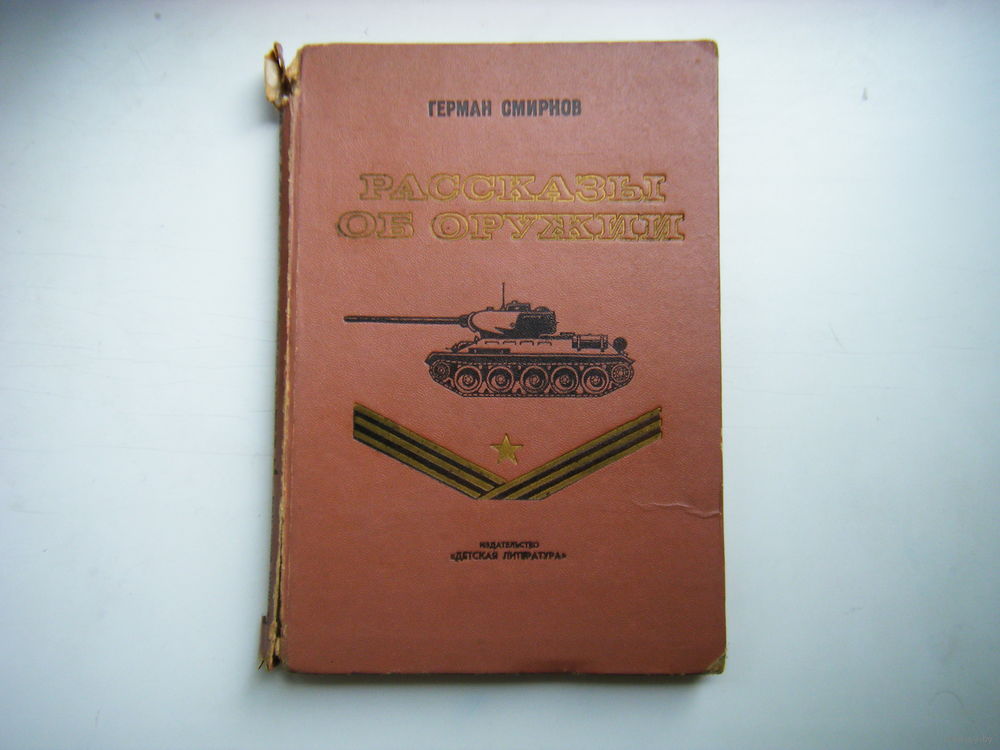 ГЕРМАН СМИРНОВ
РАССКАЗЫ
ОБ ОРУЖИИ
ИЗДАТЕЛЬСТВО
«ДЕТСКАЯ ЛИТЕРАТУРА»